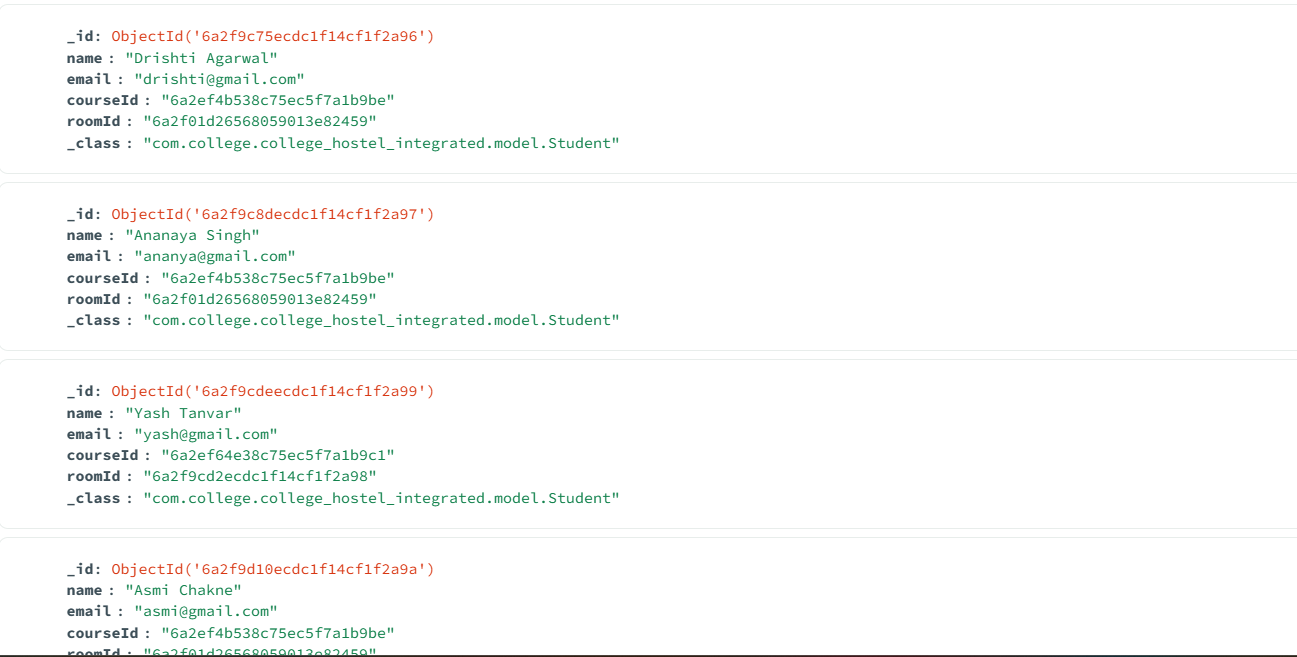 _id: ObjectId('6a2f9c75ecdc1f14cf1f2a96')
name : "Drishti Agarwal"
email : "drishti@gmail.com"
courseId : "6a2ef4b538c75ec5f7a1b9be"
roomId : "6a2f01d26568059013e82459"
_class : "com.college.college_hostel_integrated.model.Student"
_id: ObjectId('6a2f9c8decdc1f14cf1f2a97')
name : "Ananaya Singh"
email : "ananya@gmail.com"
courseId : "6a2ef4b538c75ec5f7a1b9be"
roomId : "6a2f01d26568059013e82459"
_class : "com.college.college_hostel_integrated.model.Student"
_id: ObjectId('6a2f9cdeecdc1f14cf1f2a99')
name : "Yash Tanvar"
email : "yash@gmail.com"
courseId : "6a2ef64e38c75ec5f7a1b9c1"
roomId : "6a2f9cd2ecdc1f14cf1f2a98"
_class : "com.college.college_hostel_integrated.model.Student"
_id: ObjectId('6a2f9d10ecdc1f14cf1f2a9a')
name : "Asmi Chakne"
email : "asmi@gmail.com"
courseId : "6a2ef4b538c75ec5f7a1b9be"
roomId : "6a2f01d26568059013e82459"